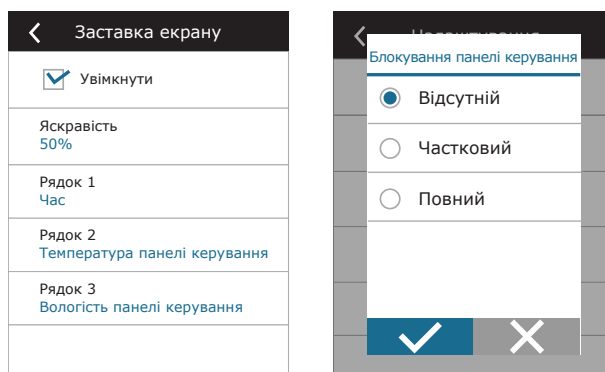 Заставка екрану
Увімкнути
Яскравість
50%
Рядок 1
Час
Рядок 2
Температура панелі керування
Рядок 3
Вологість панелі керування
Блокування панелі керування
Відсутній
Частковий
Повний